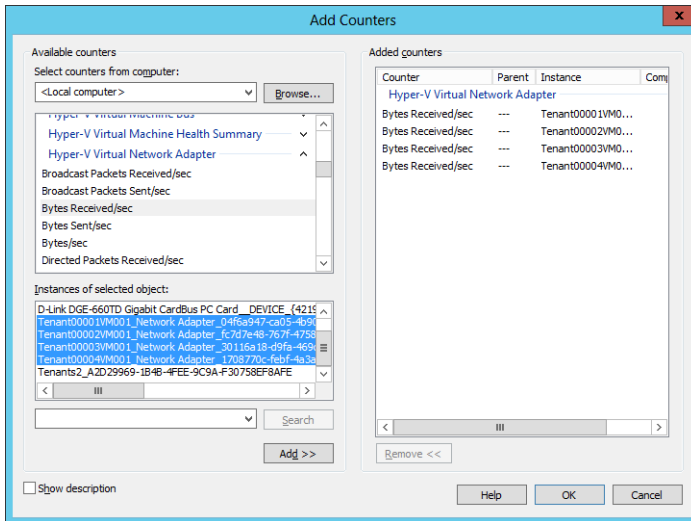 Add Counters
x
Available counters
Select counters from computer:
<Local computer>
Browse...
Hyper-V Virtual Machine Bus
Hyper-V Virtual Machine Health Summary
Hyper-V Virtual Network Adapter
Broadcast Packets Received/sec
Broadcast Packets Sent/sec
Bytes Received/sec
Bytes Sent/sec
Bytes/sec
Directed Packets Received/sec
Instances of selected object:
D-Link DGE-660TD Gigabit CardBus PC Card__DEVICE_{4219
Tenant00001VM001_Network Adapter_04f6a947-ca05-4b90
Tenant00002VM001_Network Adapter_fc7d7e48-767f-4758
Tenant00003VM001_Network Adapter_30116a18-d9fa-469
Tenant00004VM001_Network Adapter_1708770c-febf-4a3a
Tenants2_A2D29969-1B4B-4FEE-9C9A-F30758EF8AFE
Search
Add >>
Show description
Added counters
Counter Parent Instance Com
Hyper-V Virtual Network Adapter
Bytes Received/sec --- Tenant00001VM0...
Bytes Received/sec --- Tenant00002VM0...
Bytes Received/sec --- Tenant00003VM0...
Bytes Received/sec --- Tenant00004VM0...
Remove <<
Help
OK
Cancel